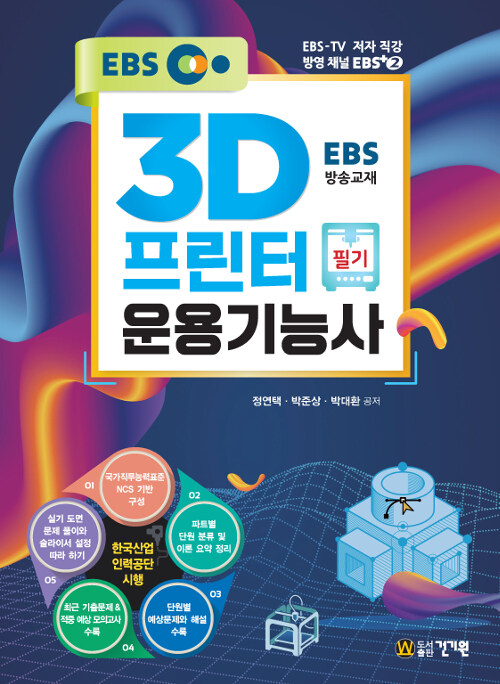 EBS
EBS-TV 저자 직강
방영 채널 EBS+2
3D
EBS
방송교재
프린터
필기
운용기능사
정연택 · 박준상 · 박대환 공저
01
국가직무능력표준
NCS 기반
구성
02
파트별
단원 분류 및
이론 요약 정리
03
단원별
예상문제와 해설
수록
04
최근 기출문제 &
적중 예상 모의고사
수록
05
실기 도면
문제 풀이와
슬라이서 설정
따라 하기
한국산업
인력공단
시행
W
도서
출판
건기원